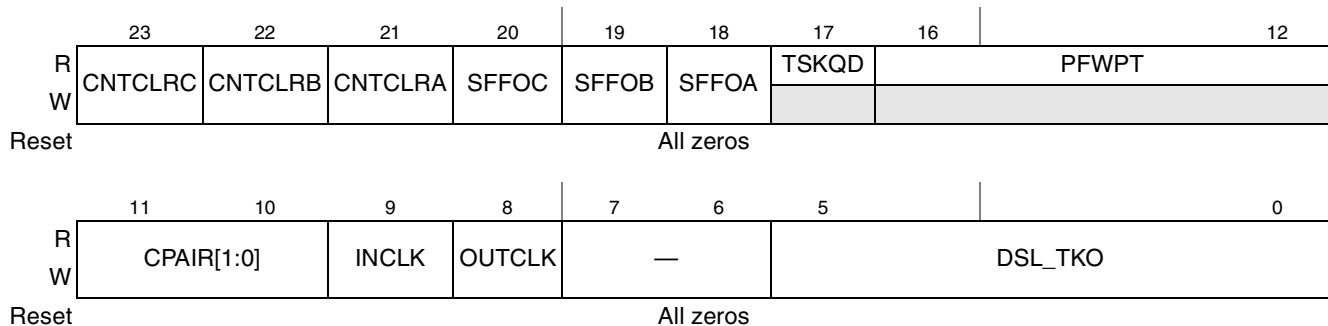 23 22 21 20 19 18 17 16 12
R CNTCLRC CNTCLRB CNTCLRA SFFOC SFFOB SFFOA TSKQD PFWPT
W
Reset All zeros
11 10 9 8 7 6 5 0
R CPAIR[1:0] INCLK OUTCLK — DSL_TKO
W
Reset All zeros